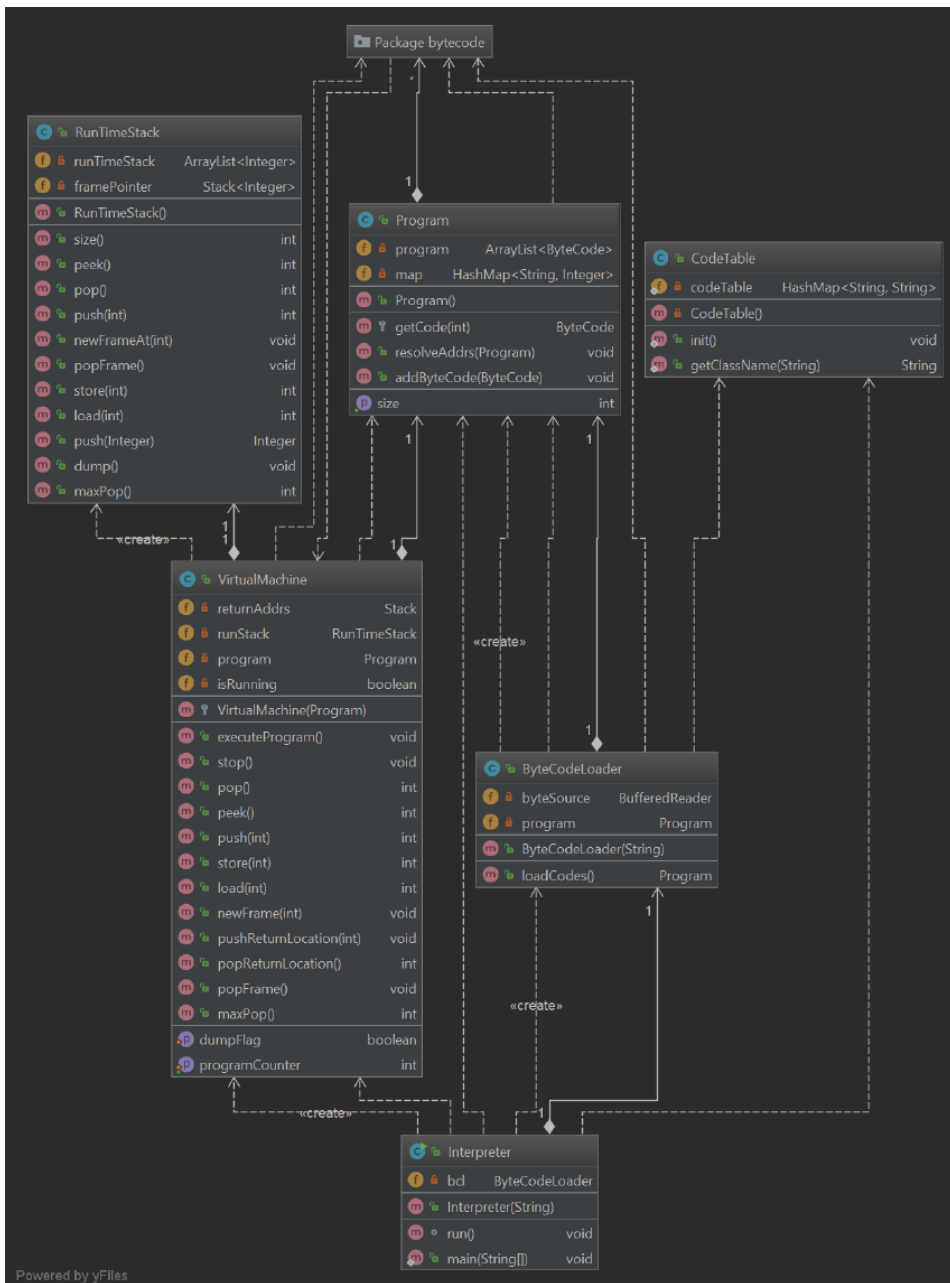 Package bytecode
*
RunTimeStack
runTimeStack ArrayList<Integer>
framePointer Stack<Integer>
RunTimeStack()
size() int
peek() int
pop() int
push(int) int
newFrameAt(int) void
popFrame() void
store(int) int
load(int) int
push(Integer) Integer
dump() void
maxPop() int
1
Program
program ArrayList<ByteCode>
map HashMap<String, Integer>
Program()
getCode(int) ByteCode
resolveAddrs(Program) void
addByteCode(ByteCode) void
size int
CodeTable
codeTable HashMap<String, String>
CodeTable()
init() void
getClassName(String) String
1
1
«create»
1
1
1
VirtualMachine
returnAddrs Stack
runStack RunTimeStack
program Program
isRunning boolean
VirtualMachine(Program)
executeProgram() void
stop() void
pop() int
peek() int
push(int) int
store(int) int
load(int) int
newFrame(int) void
pushReturnLocation(int) void
popReturnLocation() int
popFrame() void
maxPop() int
dumpFlag boolean
programCounter int
«create»
1
ByteCodeLoader
byteSource BufferedReader
program Program
ByteCodeLoader(String)
loadCodes() Program
1
«create»
«create»
1
Interpreter
bcl ByteCodeLoader
Interpreter(String)
run() void
main(String[]) void
Powered by yFiles